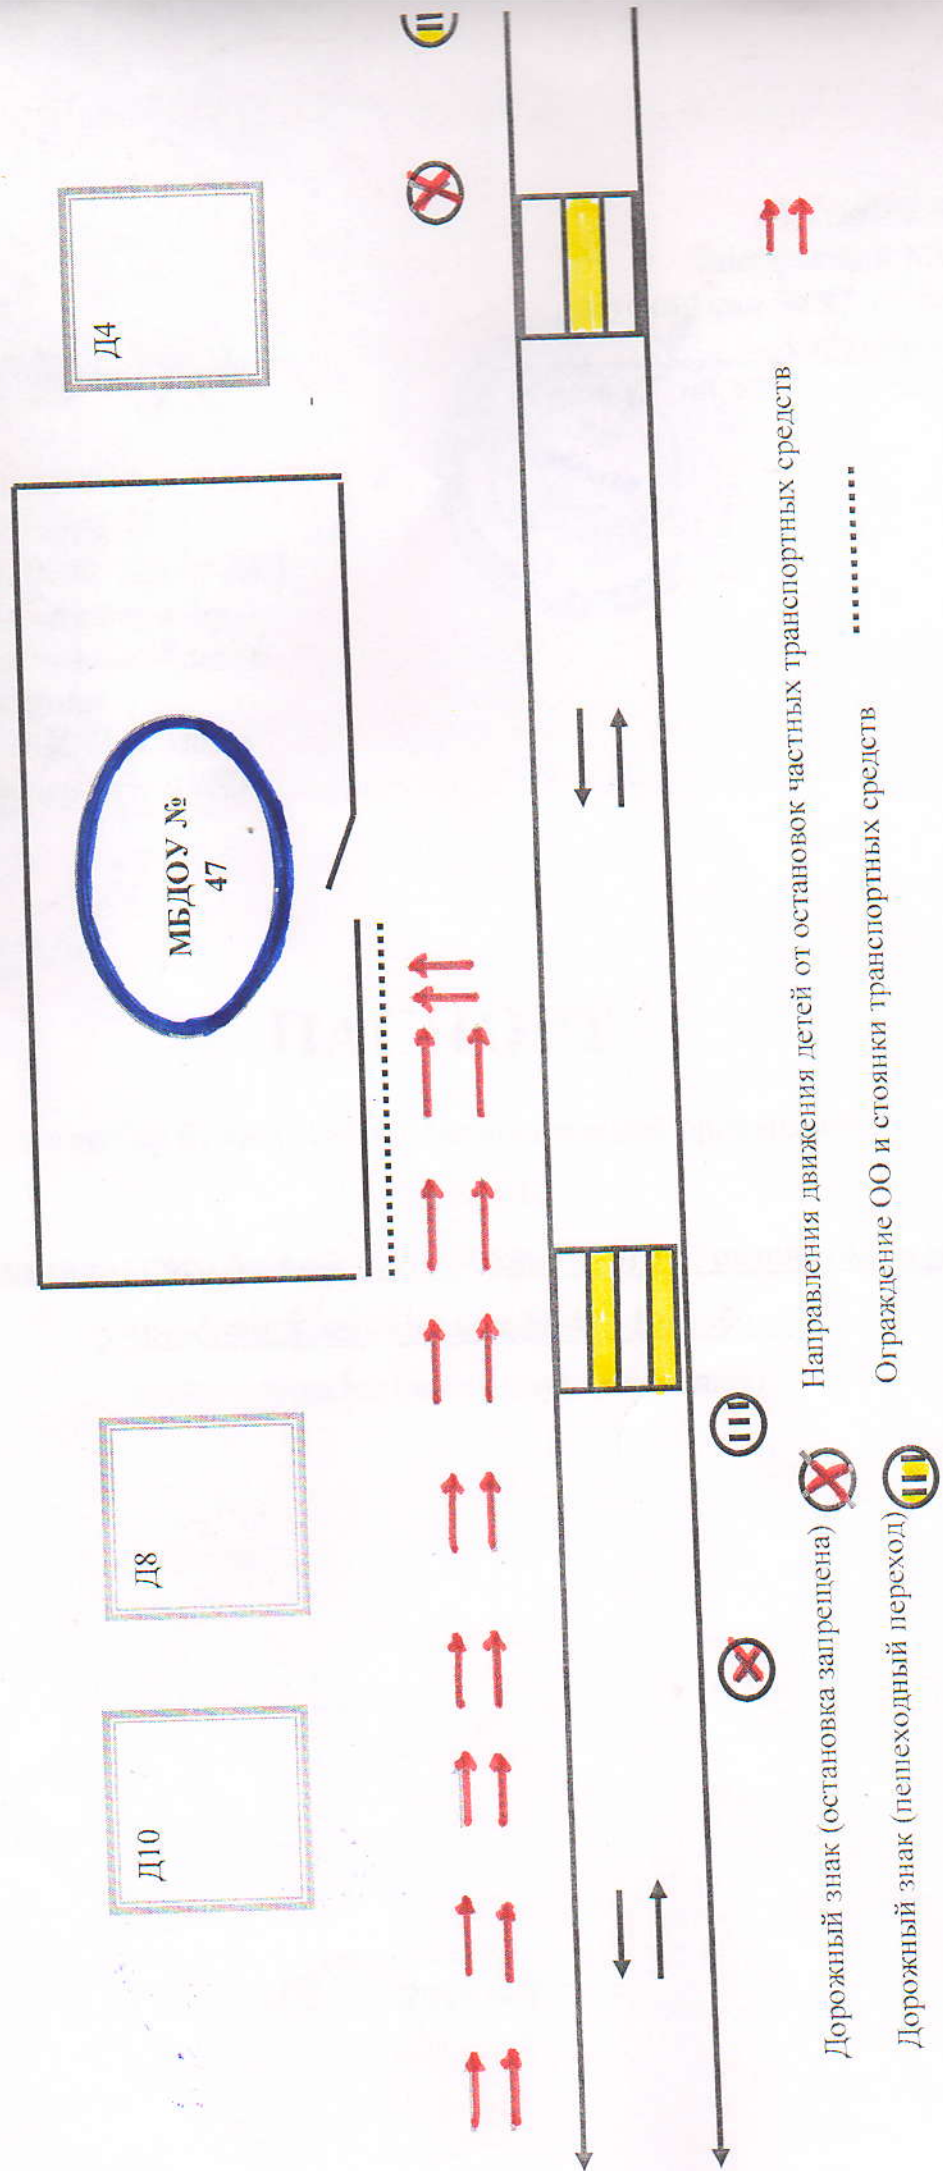 Д10
Д8
МБДОУ №
47
Д4
Дорожный знак (остановка запрещена)
Направления движения детей от остановок частных транспортных средств
Дорожный знак (пешеходный переход)
Ограждение ОО и стоянки транспортных средств